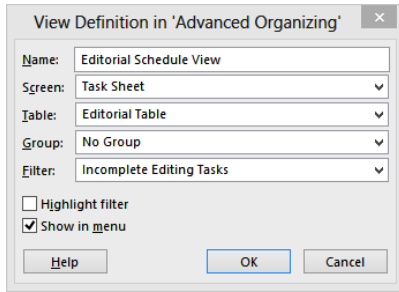 View Definition in 'Advanced Organizing'
Name: Editorial Schedule View
Screen: Task Sheet
Table: Editorial Table
Group: No Group
Filter: Incomplete Editing Tasks
Highlight filter
Show in menu
Help OK Cancel